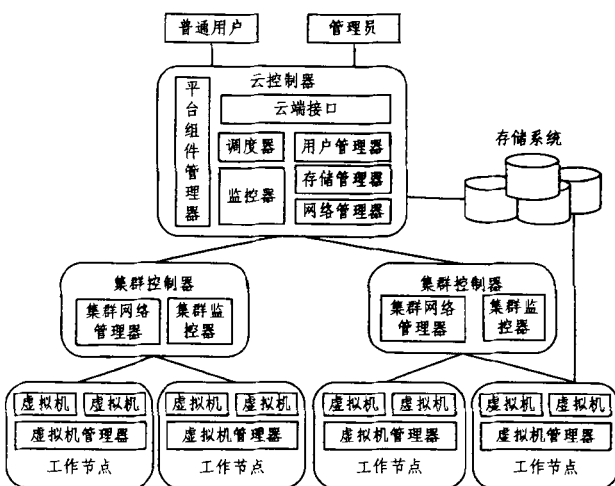 普通用户
管理员
云控制器
平台组件管理器
云端接口
调度器
用户管理器
监控器
存储管理器
网络管理器
存储系统
集群控制器
集群网络
管理器
集群监
控器
集群控制器
集群网络
管理器
集群监
控器
虚拟机
虚拟机
虚拟机管理器
工作节点
虚拟机
虚拟机
虚拟机管理器
工作节点
虚拟机
虚拟机
虚拟机管理器
工作节点
虚拟机
虚拟机
虚拟机管理器
工作节点